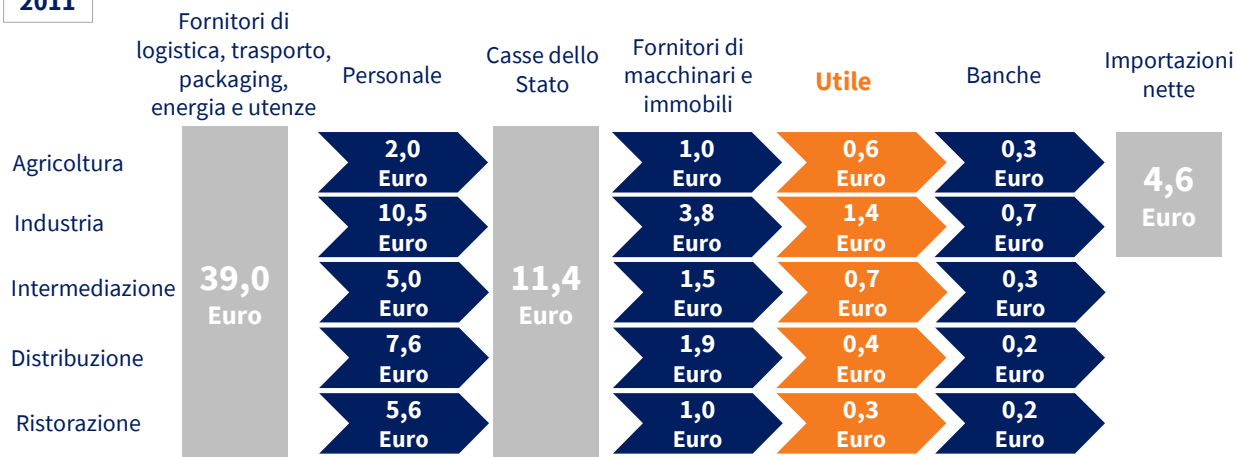 2011
Fornitori di
logistica, trasporto,
packaging,
energia e utenze
Personale
Casse dello
Stato
Fornitori di
macchinari e
immobili
Utile
Banche
Importazioni
nette
Agricoltura
2,0
Euro
1,0
Euro
0,6
Euro
0,3
Euro
4,6
Euro
Industria
10,5
Euro
3,8
Euro
1,4
Euro
0,7
Euro
Intermediazione
39,0
Euro
5,0
Euro
11,4
Euro
1,5
Euro
0,7
Euro
0,3
Euro
Distribuzione
7,6
Euro
1,9
Euro
0,4
Euro
0,2
Euro
Ristorazione
5,6
Euro
1,0
Euro
0,3
Euro
0,2
Euro